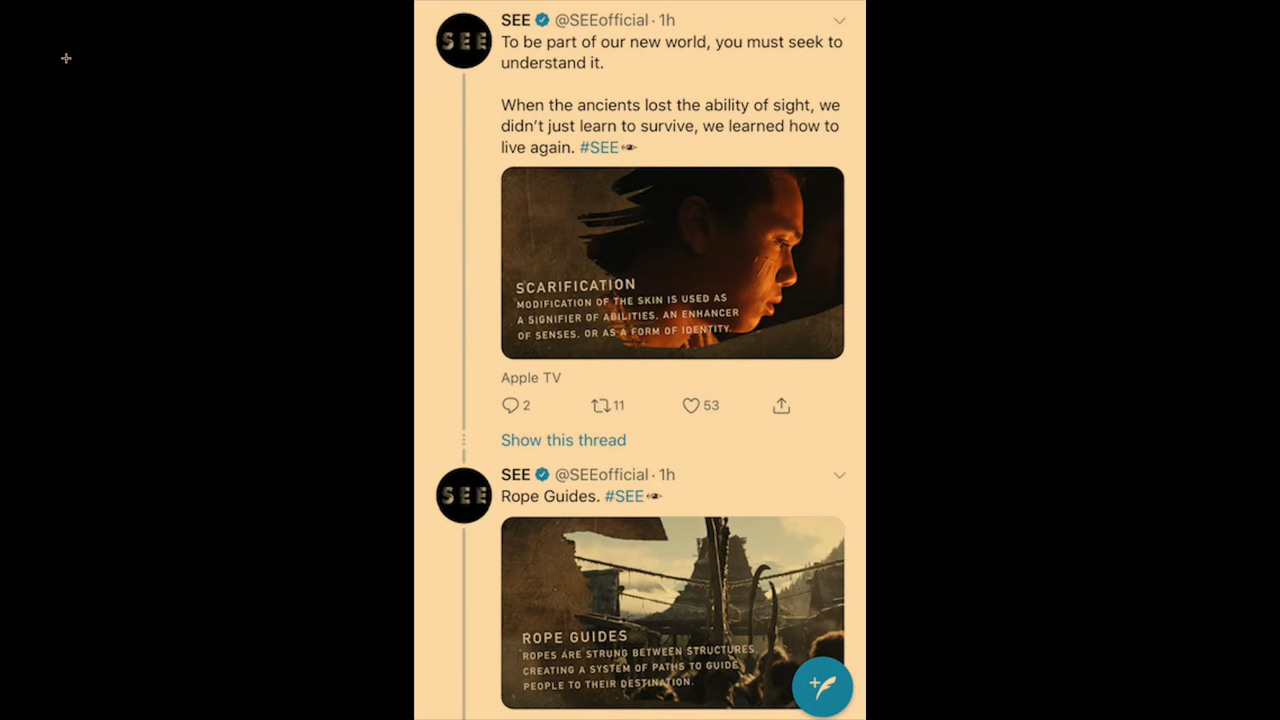 SEE @SEEofficial · 1h
To be part of our new world, you must seek to
understand it.
When the ancients lost the ability of sight, we
didn't just learn to survive, we learned how to
live again. #SEE
SCARIFICATION
MODIFICATION OF THE SKIN IS USED AS
A SIGNIFIER OF ABILITIES, AN ENHANCER
OF SENSES, OR AS A FORM OF IDENTITY.
Apple TV
2 11 53
Show this thread
SEE @SEEofficial · 1h
SEE
Rope Guides. #SEE
ROPE GUIDES
ROPES ARE STRUNG BETWEEN STRUCTURES,
CREATING A SYSTEM OF PATHS TO GUIDE
PEOPLE TO THEIR DESTINATION.
SEE